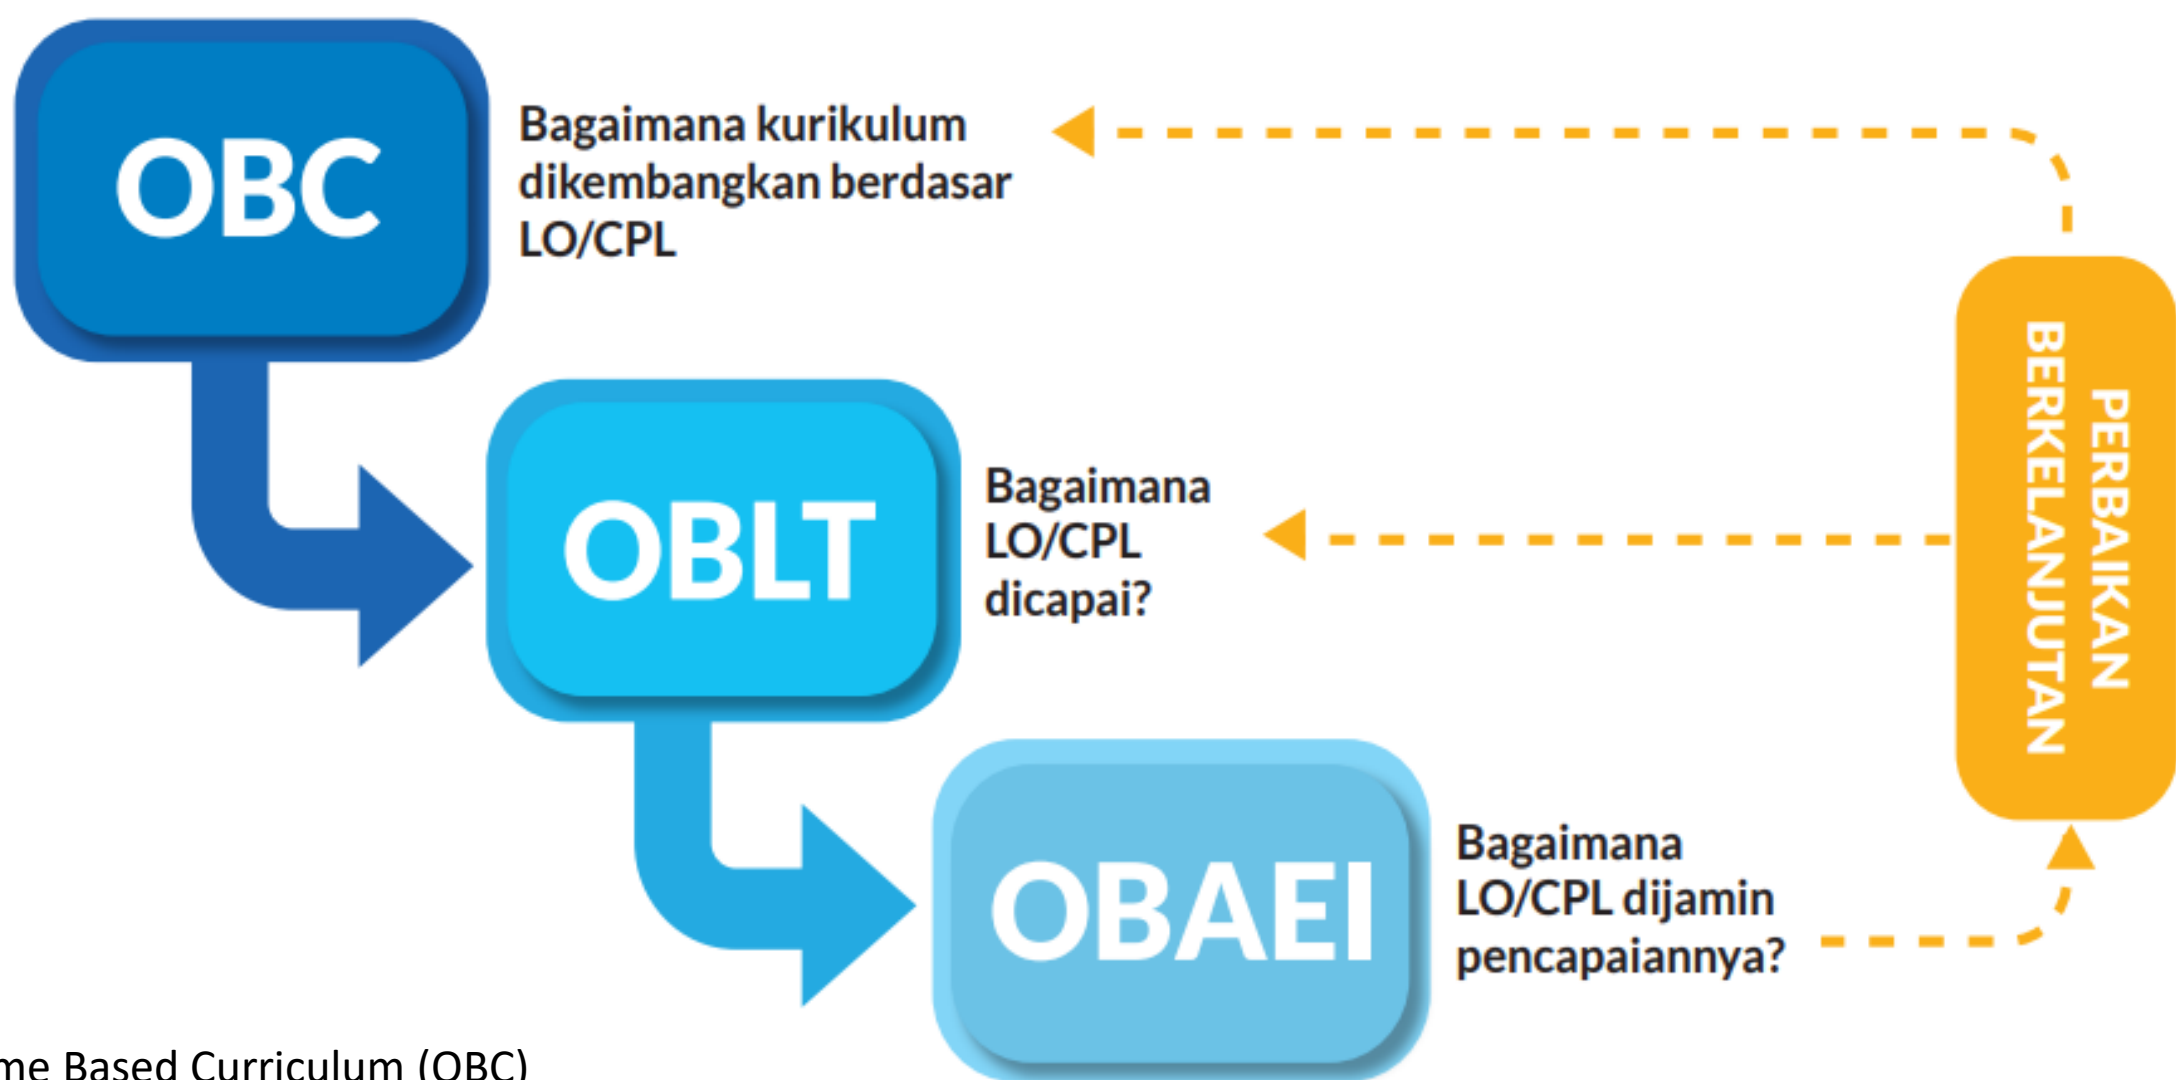 OBC
Bagaimana kurikulum
dikembangkan berdasar
LO/CPL
OBLT
Bagaimana
LO/CPL
dicapai?
OBAEI
Bagaimana
LO/CPL dijamin
pencapaiannya?
PERBAIKAN
BERKELANJUTAN
me Based Curriculum (OBC)